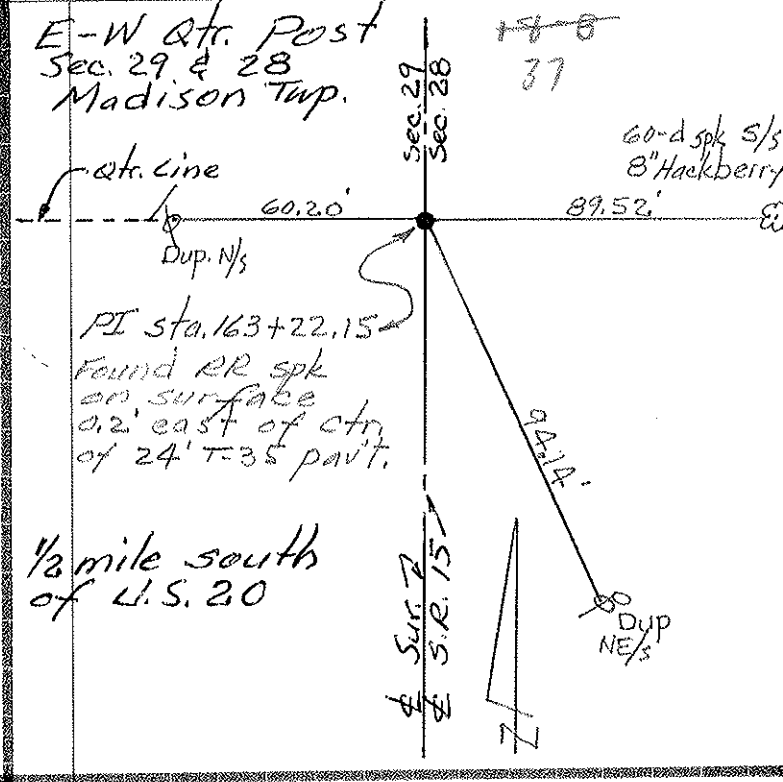 E-W Qtr. Post
Sec. 29 & 28
Madison Twp.
37
Sec. 29
Sec. 28
60-d spk S/s
8" Hackberry
Qtr. Line
60.20'
89.52'
Dup. N/s
PI sta. 163+22.15
Found RR spk
on surface
0.2' east of ctr.
of 24' T-35 pav't.
94.14'
1/2 mile south
of U.S. 20
℄ Sur. 7
℄ S.R. 15
Dup
NE/s